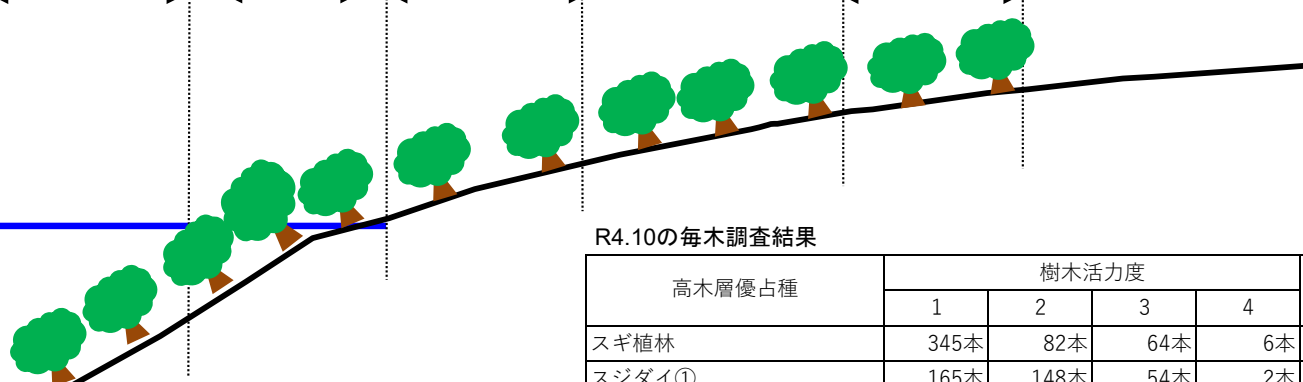 R4.10の毎木調査結果
高木層優占種 樹木活力度
1 2 3 4
スギ植林 345本 82本 64本 6本
スジダイ① 165本 148本 54本 2本